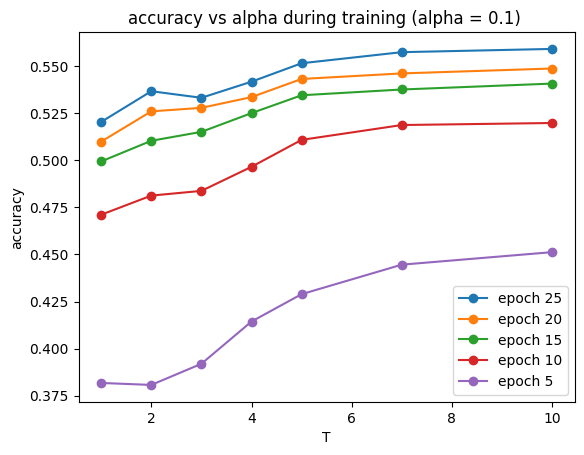 accuracy vs alpha during training (alpha = 0.1)
accuracy
0.550
0.525
0.500
0.475
0.450
0.425
0.400
0.375
epoch 25
epoch 20
epoch 15
epoch 10
epoch 5
2
4
6
8
10
T